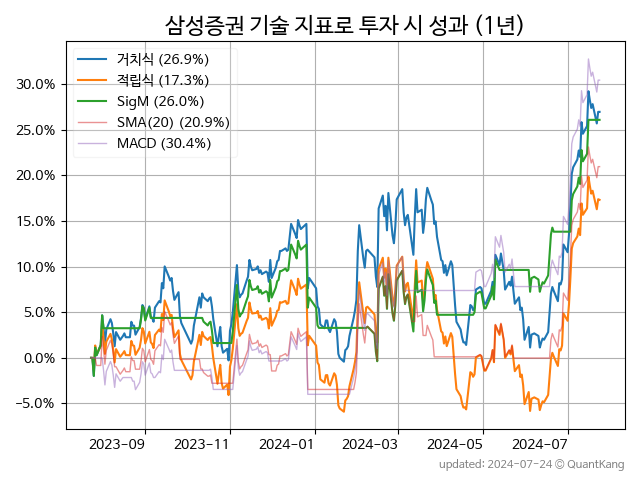 삼성증권 기술 지표로 투자 시 성과 (1년)
거치식 (26.9%)
적립식 (17.3%)
SigM (26.0%)
SMA(20) (20.9%)
MACD (30.4%)
30.0%
25.0%
20.0%
15.0%
10.0%
5.0%
0.0%
−5.0%
2023-09 2023-11 2024-01 2024-03 2024-05 2024-07
updated: 2024-07-24 © QuantKang